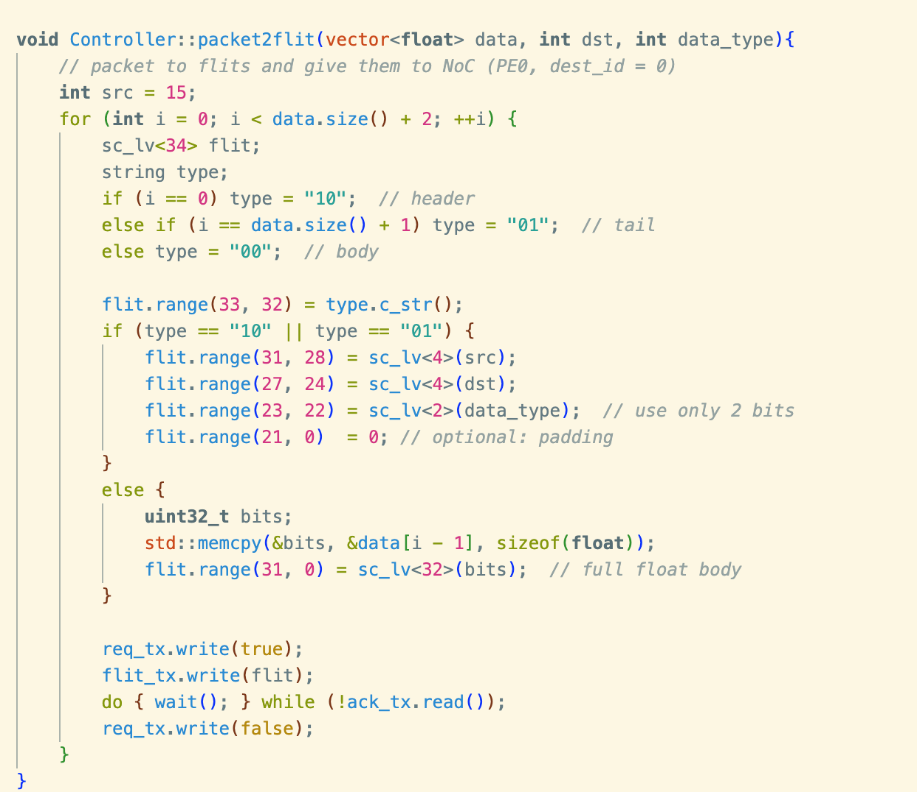 void Controller::packet2flit(vector<float> data, int dst, int data_type){
    // packet to flits and give them to NoC (PE0, dest_id = 0)
    int src = 15;
    for (int i = 0; i < data.size() + 2; ++i) {
        sc_lv<34> flit;
        string type;
        if (i == 0) type = "10";  // header
        else if (i == data.size() + 1) type = "01";  // tail
        else type = "00";  // body

        flit.range(33, 32) = type.c_str();
        if (type == "10" || type == "01") {
            flit.range(31, 28) = sc_lv<4>(src);
            flit.range(27, 24) = sc_lv<4>(dst);
            flit.range(23, 22) = sc_lv<2>(data_type);  // use only 2 bits
            flit.range(21, 0)  = 0; // optional: padding
        }
        else {
            uint32_t bits;
            std::memcpy(&bits, &data[i - 1], sizeof(float));
            flit.range(31, 0) = sc_lv<32>(bits);  // full float body
        }

        req_tx.write(true);
        flit_tx.write(flit);
        do { wait(); } while (!ack_tx.read());
        req_tx.write(false);
    }
}